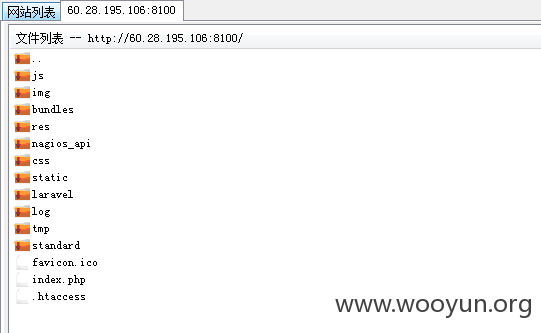 网站列表 60.28.195.106:8100
文件列表 -- http://60.28.195.106:8100/
..
js
img
bundles
res
nagios_api
css
static
laravel
log
tmp
standard
favicon.ico
index.php
.htaccess
www.wooyun.org